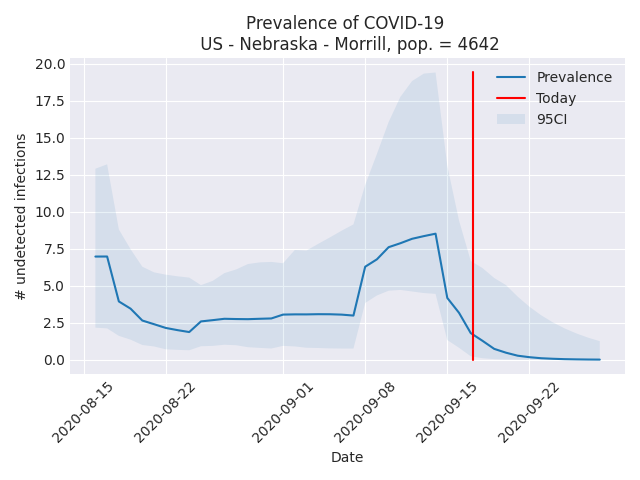 Prevalence of COVID-19
US - Nebraska - Morrill, pop. = 4642
# undetected infections
20.0
17.5
15.0
12.5
10.0
7.5
5.0
2.5
0.0
Prevalence
Today
95CI
2020-08-15
2020-08-22
2020-09-01
2020-09-08
2020-09-15
2020-09-22
Date